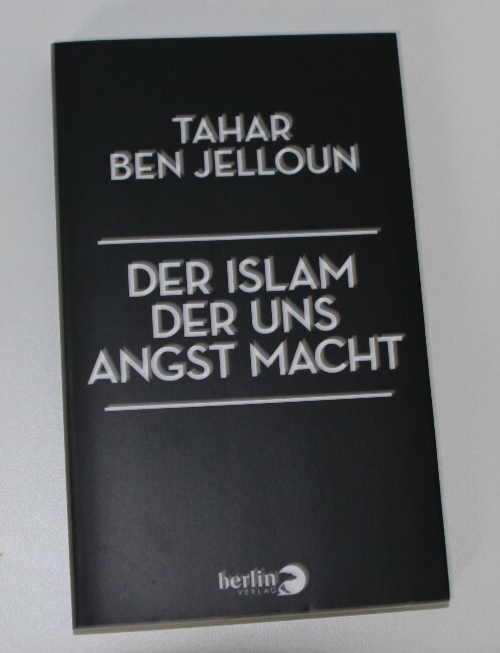 TAHAR
BEN JELLOUN
DER ISLAM
DER UNS
ANGST MACHT
berlin
VERLAG